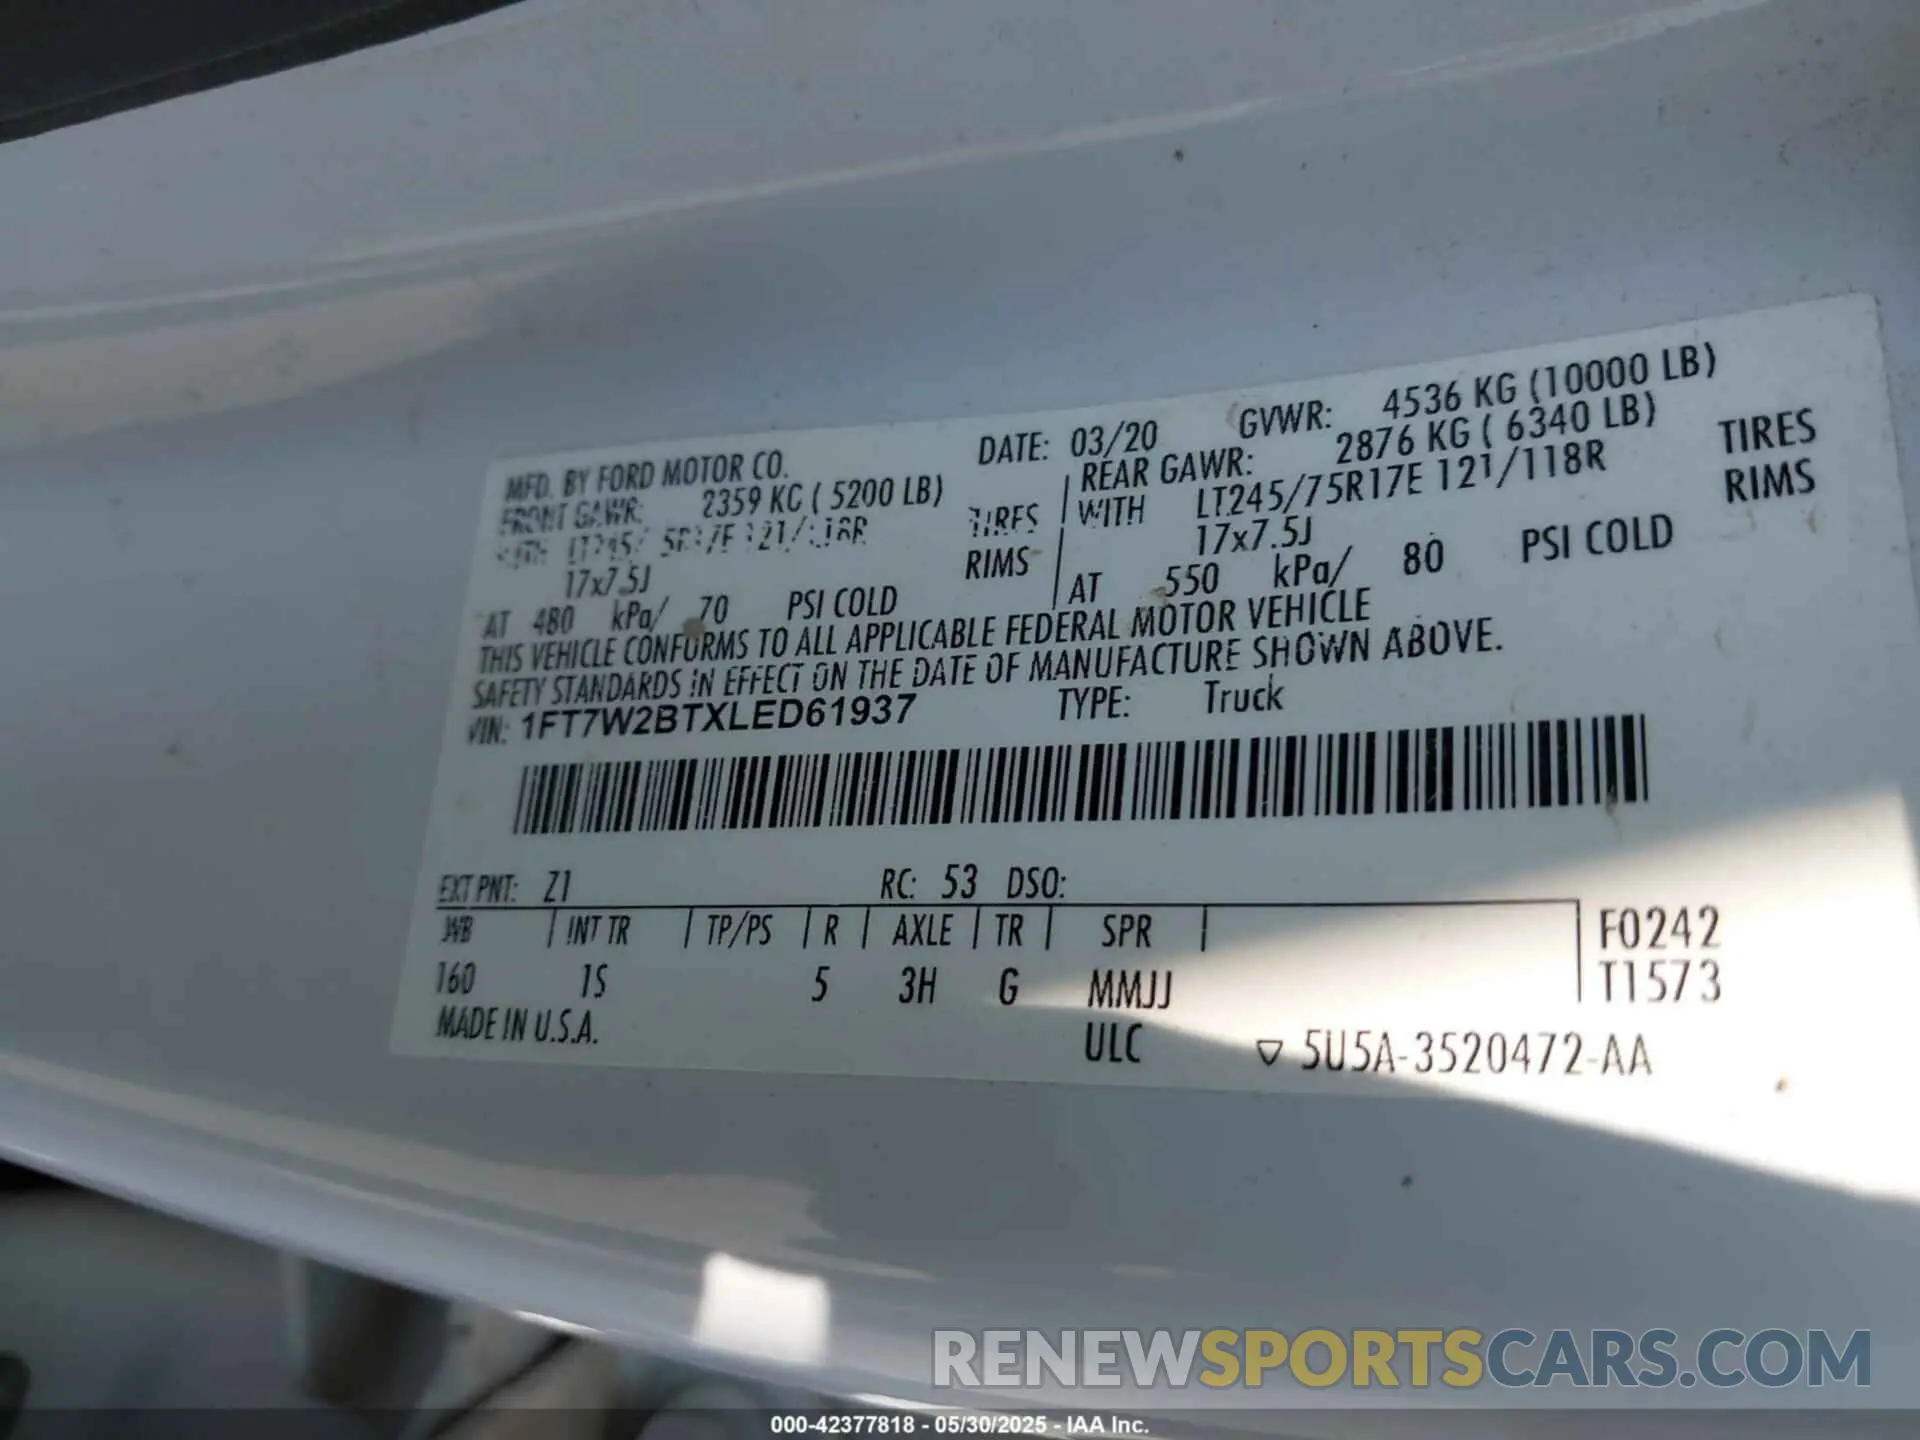 MFD. BY FORD MOTOR CO.
DATE: 03/20
GVWR: 4536 KG (10000 LB)
FRONT GAWR: 2359 KG ( 5200 LB)
WITH TIRES
17x7.5J RIMS
AT 480 kPa/ 70 PSI COLD
REAR GAWR: 2876 KG ( 6340 LB)
WITH LT245/75R17E 121/118R TIRES
17x7.5J RIMS
AT 550 kPa/ 80 PSI COLD
THIS VEHICLE CONFORMS TO ALL APPLICABLE FEDERAL MOTOR VEHICLE
SAFETY STANDARDS IN EFFECT ON THE DATE OF MANUFACTURE SHOWN ABOVE.
VIN: 1FT7W2BTXLED61937 TYPE: Truck
EXT PNT: Z1 RC: 53 DSO:
WB INT TR TP/PS R AXLE TR SPR F0242
160 1S 5 3H G MMJJ T1573
MADE IN U.S.A. ULC ▽ 5U5A-3520472-AA
RENEWSPORTSCARS.COM
000-42377818 - 05/30/2025 - IAA Inc.